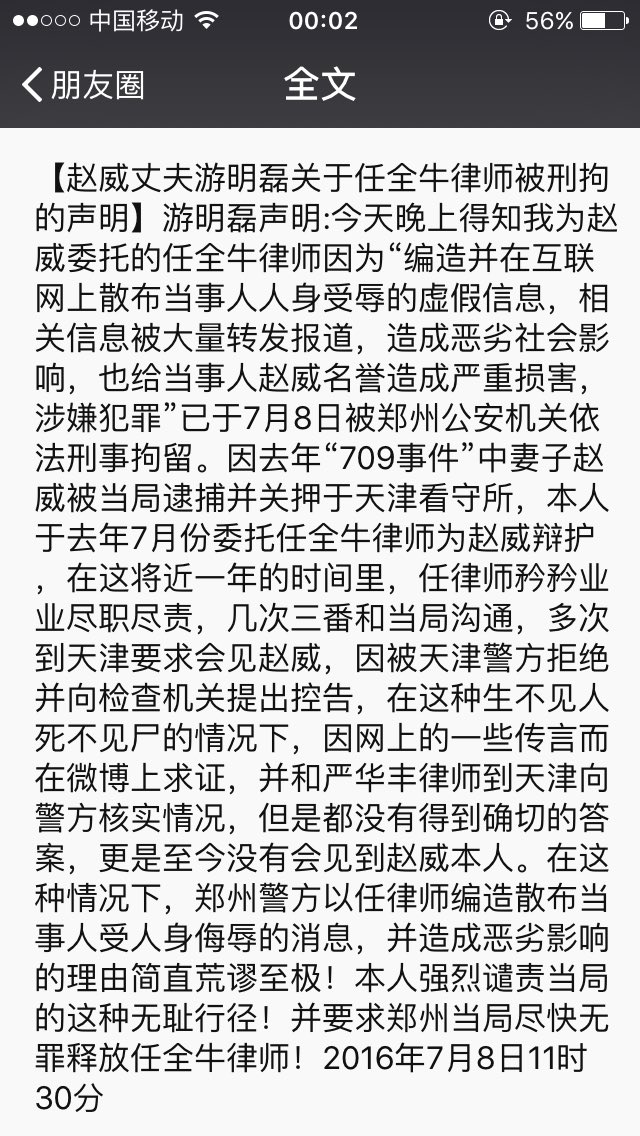 中国移动 00:02 56%
朋友圈 全文
【赵威丈夫游明磊关于任全牛律师被刑拘
的声明】游明磊声明:今天晚上得知我为赵
威委托的任全牛律师因为“编造并在互联
网上散布当事人人身受辱的虚假信息，相
关信息被大量转发报道，造成恶劣社会影
响，也给当事人赵威名誉造成严重损害，
涉嫌犯罪”已于7月8日被郑州公安机关依
法刑事拘留。因去年“709事件”中妻子赵
威被当局逮捕并关押于天津看守所，本人
于去年7月份委托任全牛律师为赵威辩护
，在这将近一年的时间里，任律师矜矜业
业尽职尽责，几次三番和当局沟通，多次
到天津要求会见赵威，因被天津警方拒绝
并向检查机关提出控告，在这种生不见人
死不见尸的情况下，因网上的一些传言而
在微博上求证，并和严华丰律师到天津向
警方核实情况，但是都没有得到确切的答
案，更是至今没有会见到赵威本人。在这
种情况下，郑州警方以任律师编造散布当
事人受人身侮辱的消息，并造成恶劣影响
的理由简直荒谬至极！本人强烈谴责当局
的这种无耻行径！并要求郑州当局尽快无
罪释放任全牛律师！2016年7月8日11时
30分